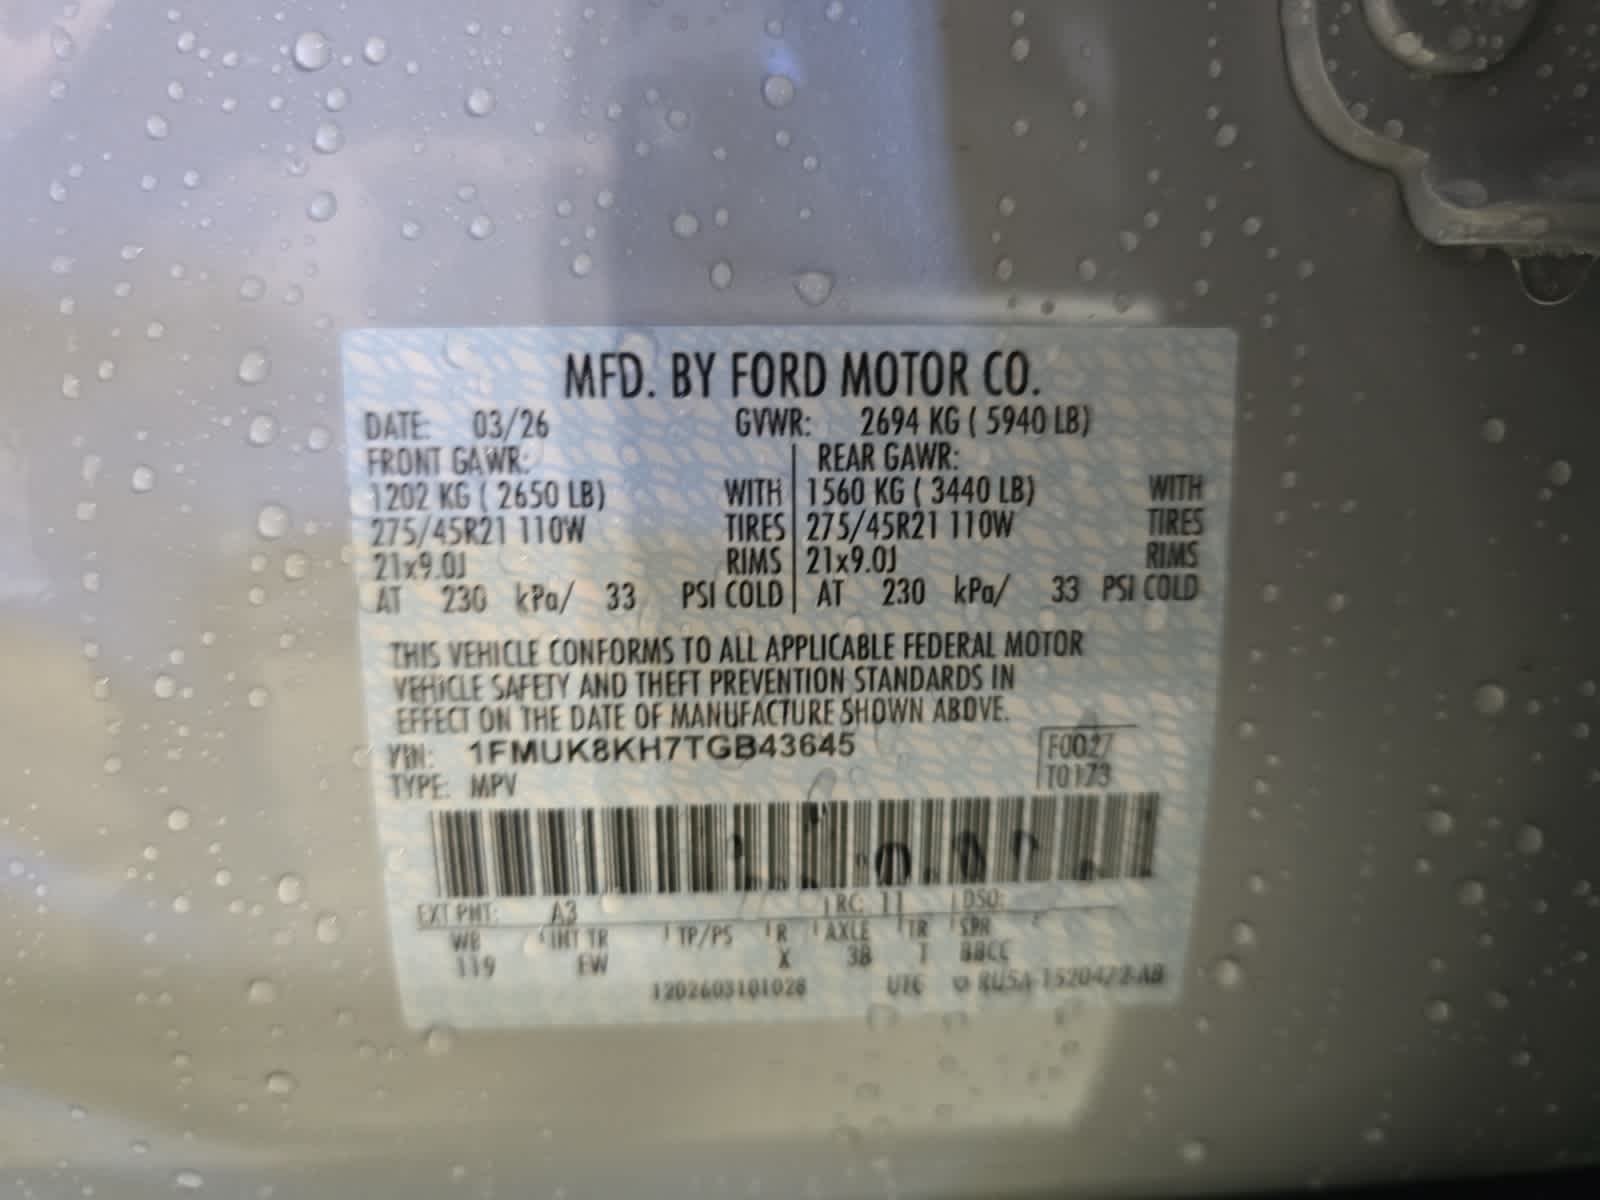 MFD. BY FORD MOTOR CO.
DATE: 03/26 GVWR: 2694 KG ( 5940 LB)
FRONT GAWR: REAR GAWR:
1202 KG ( 2650 LB) WITH 1560 KG ( 3440 LB) WITH
275/45R21 110W TIRES 275/45R21 110W TIRES
21x9.0J RIMS 21x9.0J RIMS
AT 230 kPa/ 33 PSI COLD AT 230 kPa/ 33 PSI COLD
THIS VEHICLE CONFORMS TO ALL APPLICABLE FEDERAL MOTOR
VEHICLE SAFETY AND THEFT PREVENTION STANDARDS IN
EFFECT ON THE DATE OF MANUFACTURE SHOWN ABOVE.
VIN: 1FMUK8KH7TGB43645 F0027
TYPE: MPV T0173
EXT PNT: A3 RC: 11 DSO:
WB INT TR TP/PS R AXLE TR SPR
119 EW X 38 T BBCC
1202603101028 UTC